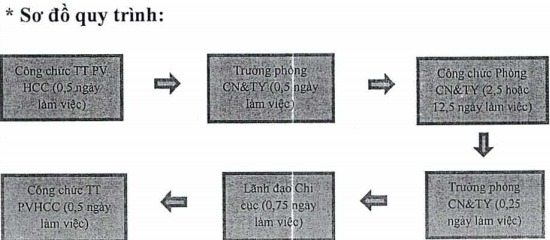 * Sơ đồ quy trình:
Công chức TT PV
HCC (0,5 ngày
làm việc)
Trưởng phòng
CN&TY (0,5 ngày
làm việc)
Công chức Phòng
CN&TY (2,5 hoặc
12,5 ngày làm việc)
Trưởng phòng
CN&TY (0,25
ngày làm việc)
Lãnh đạo Chi
cục (0,75 ngày
làm việc)
Công chức TT
PVHCC (0,5 ngày
làm việc)